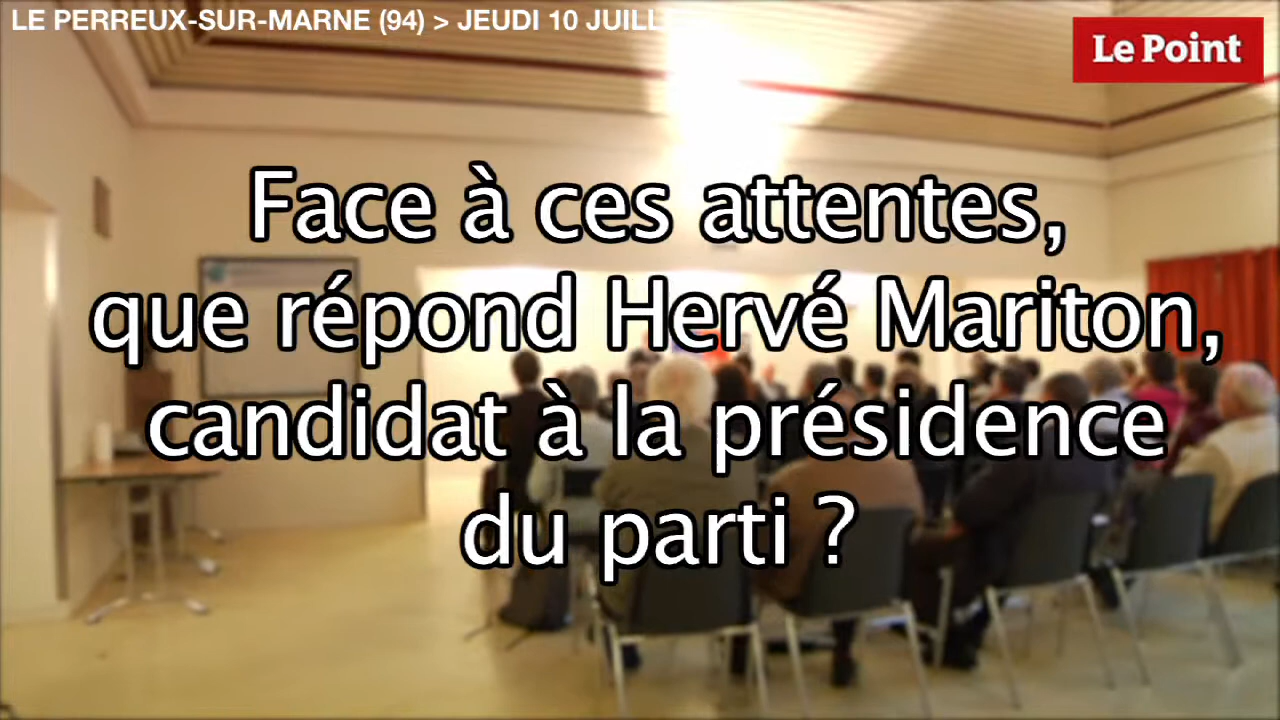 LE PERREUX-SUR-MARNE (94) > JEUDI 10 JUILL
Le Point
Face à ces attentes,
que répond Hervé Mariton,
candidat à la présidence
du parti ?